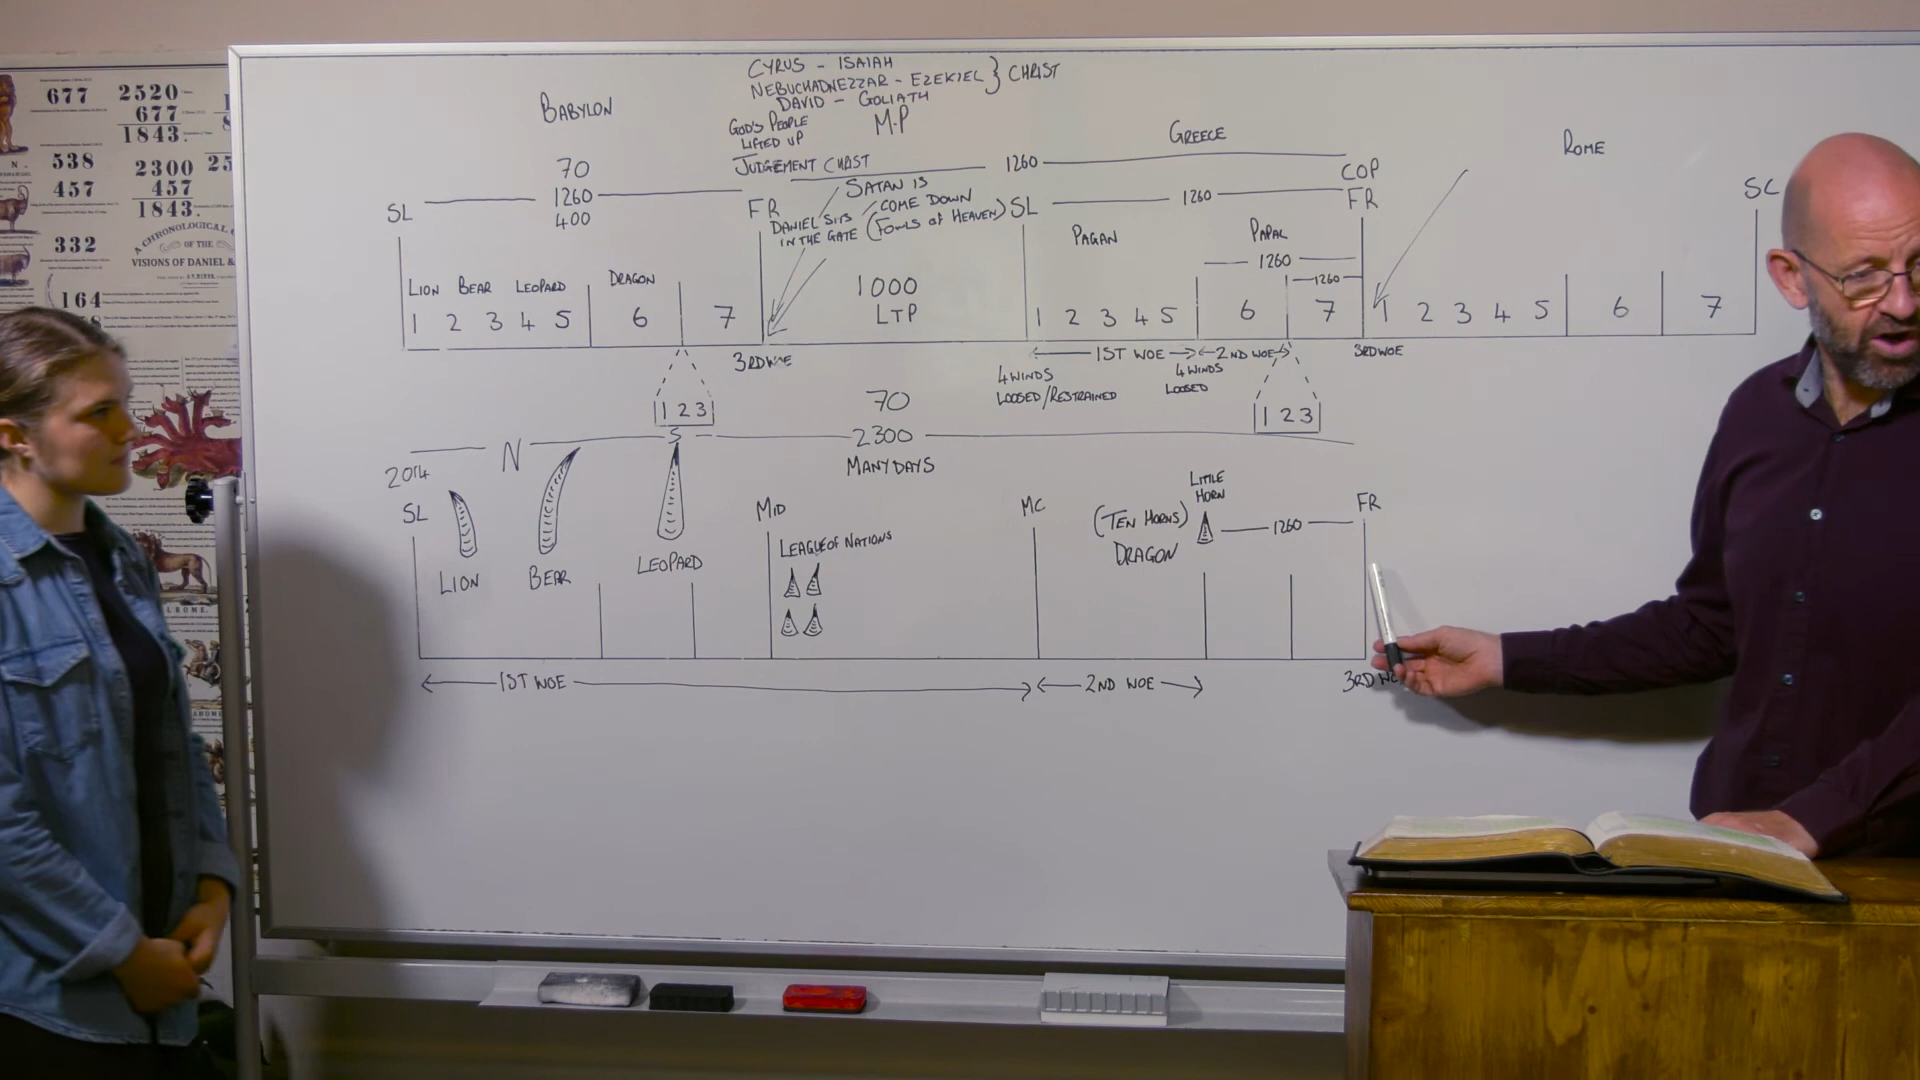 677
2520
677
1843
538
457
2300
457
1843.
332
A CHRONOLOGICAL
OF THE
VISIONS OF DANIEL &
164
CYRUS - ISAIAH
NEBUCHADNEZZAR - EZEKIEL } CHRIST
DAVID - GOLIATH
BABYLON
GOD'S PEOPLE
LIFTED UP
M.P
GREECE
ROME
JUDGEMENT CHRIST
1260
COP
70
1260
400
SL
FR
SATAN IS
COME DOWN
(FOWLS of HEAVEN)
DANIEL SITS
IN THE GATE
SL
1260
FR
SC
PAGAN
PAPAL
1260
1260
LION BEAR LEOPARD
DRAGON
1 2 3 4 5
6
7
1000
LTP
1 2 3 4 5
6
7
1 2 3 4 5
6
7
3RD WOE
1ST WOE
2ND WOE
3RD WOE
4 WINDS
LOOSED/RESTRAINED
4 WINDS
LOOSED
1 2 3
70
1 2 3
N
S
2300
MANY DAYS
2014
SL
LION
BEAR
LEOPARD
MID
LEAGUE of NATIONS
MC
(TEN HORNS)
DRAGON
LITTLE
HORN
1260
FR
1ST WOE
2ND WOE
3RD